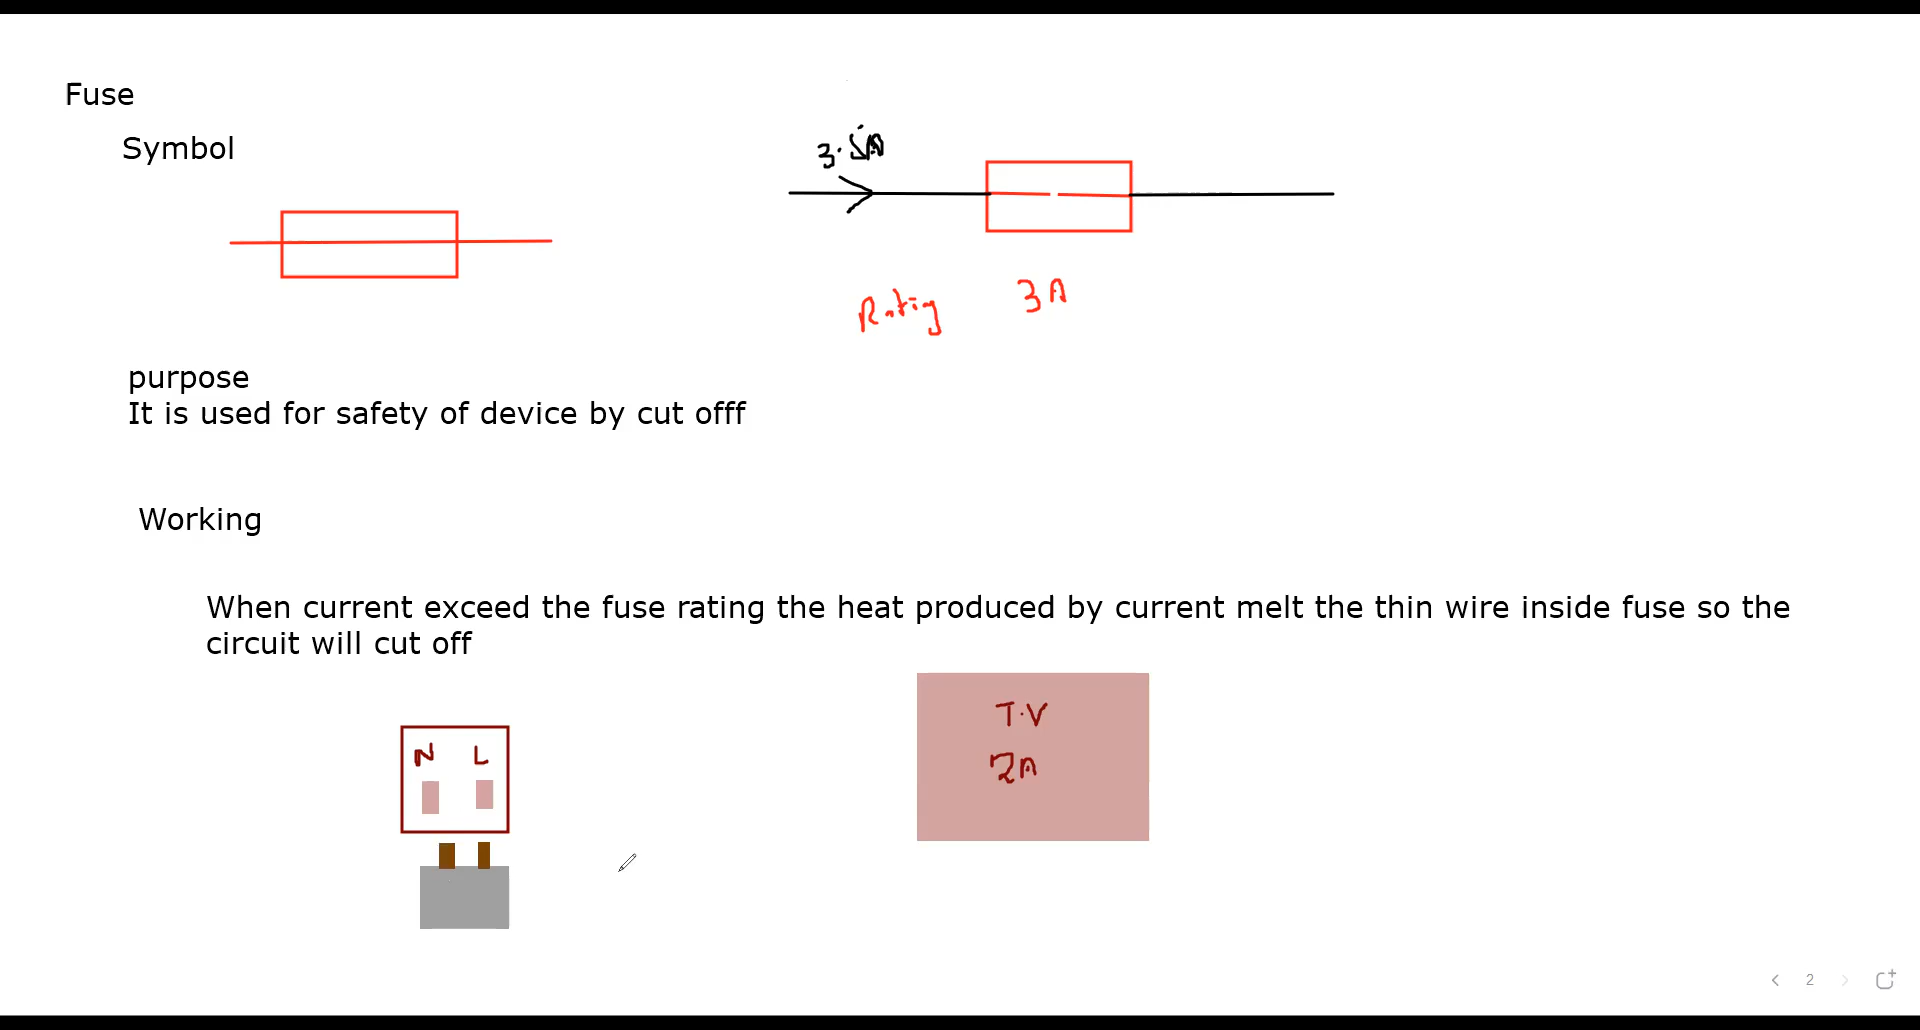 Fuse
Symbol
3.5A
Rating 3A
purpose
It is used for safety of device by cut offf
Working
When current exceed the fuse rating the heat produced by current melt the thin wire inside fuse so the
circuit will cut off
T.V
2A
N L
2